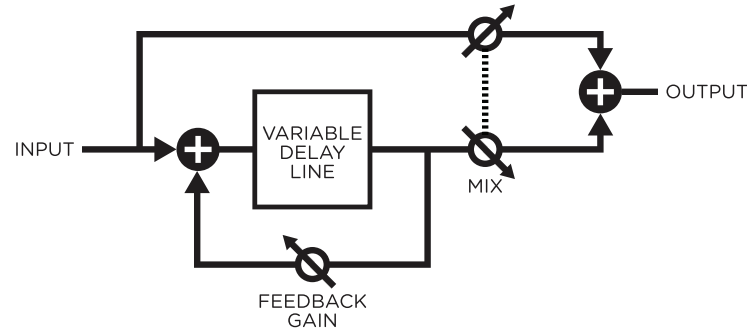 OUTPUT
INPUT
VARIABLE
DELAY
LINE
MIX
FEEDBACK
GAIN